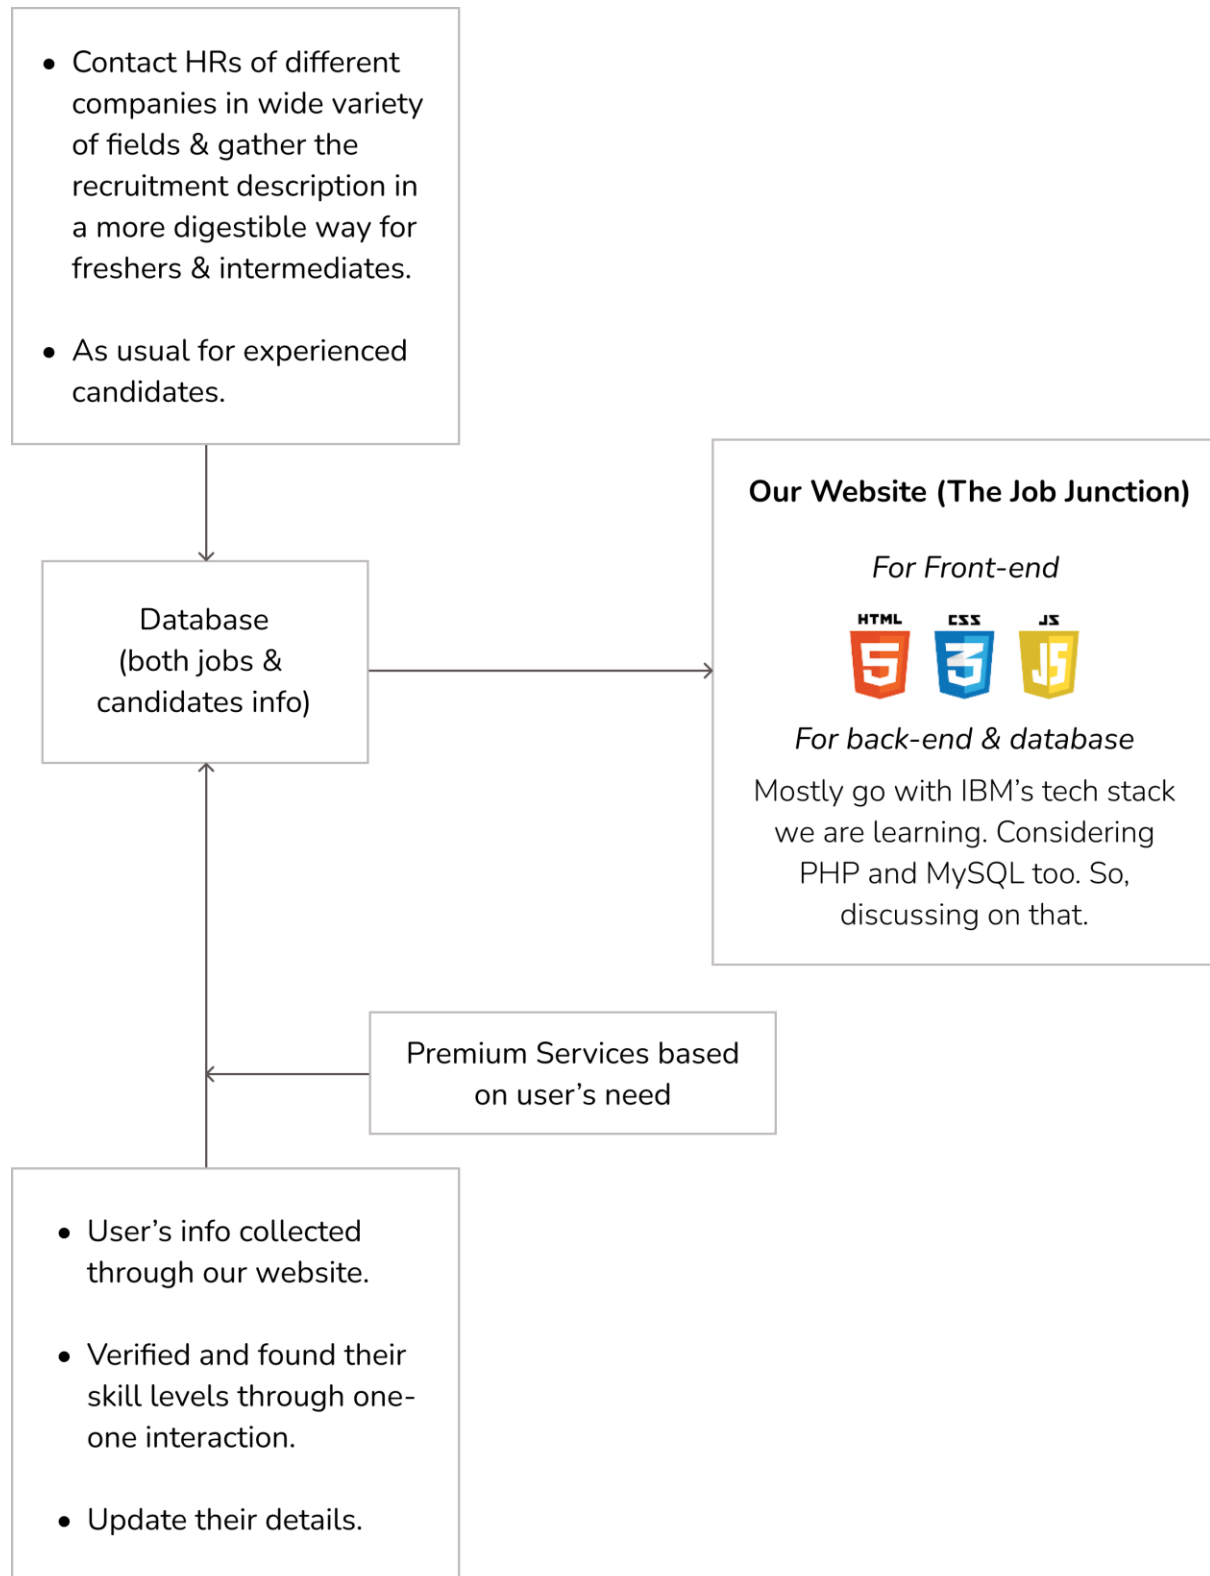 • Contact HRs of different
companies in wide variety
of fields & gather the
recruitment description in
a more digestible way for
freshers & intermediates.
• As usual for experienced
candidates.
Database
(both jobs &
candidates info)
Our Website (The Job Junction)
For Front-end
HTML CSS JS
5 3 JS
For back-end & database
Mostly go with IBM’s tech stack
we are learning. Considering
PHP and MySQL too. So,
discussing on that.
Premium Services based
on user’s need
• User’s info collected
through our website.
• Verified and found their
skill levels through one-
one interaction.
• Update their details.